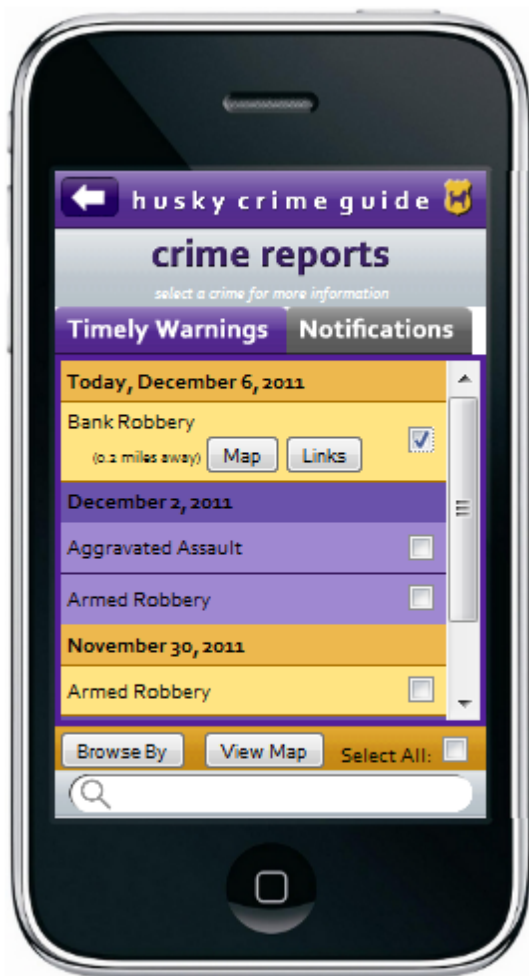 husky crime guide
crime reports
select a crime for more information
Timely Warnings Notifications
Today, December 6, 2011
Bank Robbery
(0.2 miles away) Map Links
December 2, 2011
Aggravated Assault
Armed Robbery
November 30, 2011
Armed Robbery
Browse By View Map Select All: